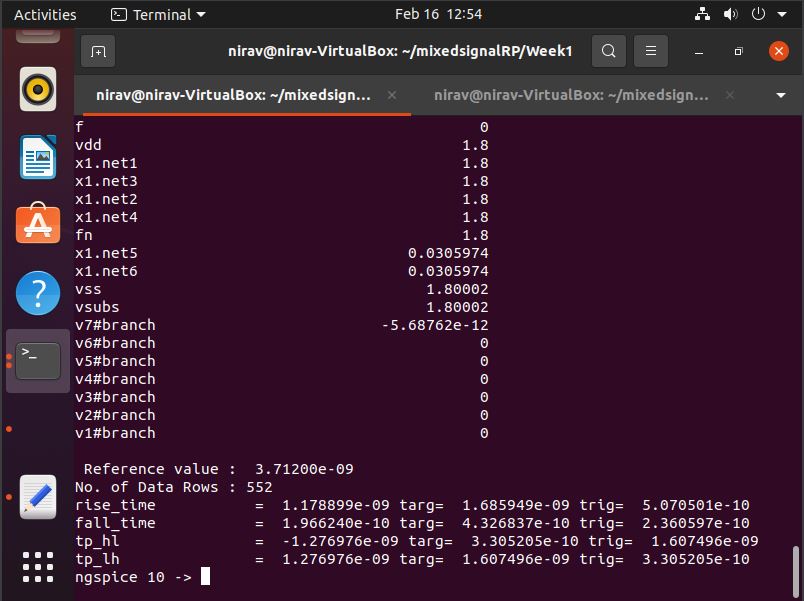 Activities Terminal Feb 16 12:54
nirav@nirav-VirtualBox: ~/mixedsignalRP/Week1
nirav@nirav-VirtualBox: ~/mixedsign... nirav@nirav-VirtualBox: ~/mixedsign...
f 0
vdd 1.8
x1.net1 1.8
x1.net3 1.8
x1.net2 1.8
x1.net4 1.8
fn 1.8
x1.net5 0.0305974
x1.net6 0.0305974
vss 1.80002
vsubs 1.80002
v7#branch -5.68762e-12
v6#branch 0
v5#branch 0
v4#branch 0
v3#branch 0
v2#branch 0
v1#branch 0
Reference value : 3.71200e-09
No. of Data Rows : 552
rise_time = 1.178899e-09 targ= 1.685949e-09 trig= 5.070501e-10
fall_time = 1.966240e-10 targ= 4.326837e-10 trig= 2.360597e-10
tp_hl = -1.276976e-09 targ= 3.305205e-10 trig= 1.607496e-09
tp_lh = 1.276976e-09 targ= 1.607496e-09 trig= 3.305205e-10
ngspice 10 ->